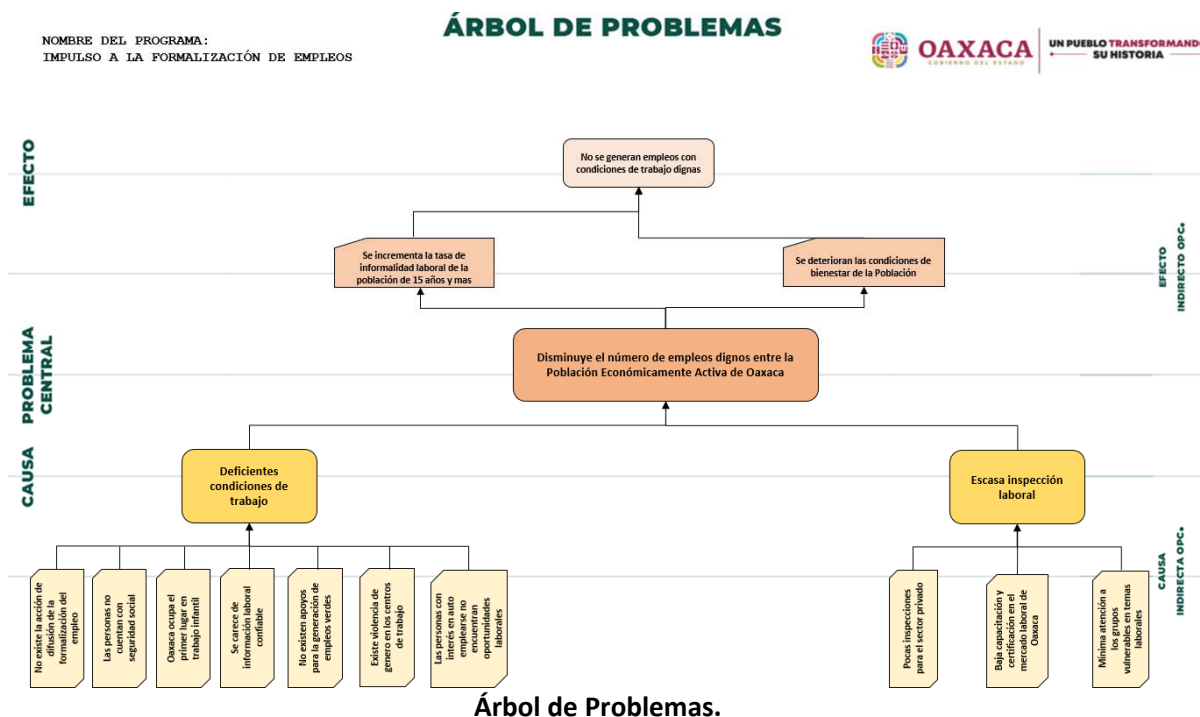 ÁRBOL DE PROBLEMAS
NOMBRE DEL PROGRAMA:
IMPULSO A LA FORMALIZACIÓN DE EMPLEOS
OAXACA
GOBIERNO DEL ESTADO
UN PUEBLO TRANSFORMANDO
SU HISTORIA
EFECTO
No se generan empleos con
condiciones de trabajo dignas
Se incrementa la tasa de
informalidad laboral de la
población de 15 años y mas
Se deterioran las condiciones de
bienestar de la Población
EFECTO
INDIRECTO OPC.
PROBLEMA
CENTRAL
Disminuye el número de empleos dignos entre la
Población Económicamente Activa de Oaxaca
CAUSA
Deficientes
condiciones de
trabajo
Escasa inspección
laboral
CAUSA
INDIRECTA OPC.
No existe la acción de
difusión de la
formalización del
empleo
Las personas no
cuentan con
seguridad social
Oaxaca ocupa el
primer lugar en
trabajo infantil
Se carece de
información laboral
confiable
No existen apoyos
para la generación de
empleos verdes
Existe violencia de
genero en los centros
de trabajo
Las personas con
interés en auto
emplearse no
encuentran
oportunidades
laborales
Pocas inspecciones
para el sector privado
Baja capacitación y
certificación en el
mercado laboral de
Oaxaca
Mínima atención a
los grupos
vulnerables en temas
laborales
Árbol de Problemas.